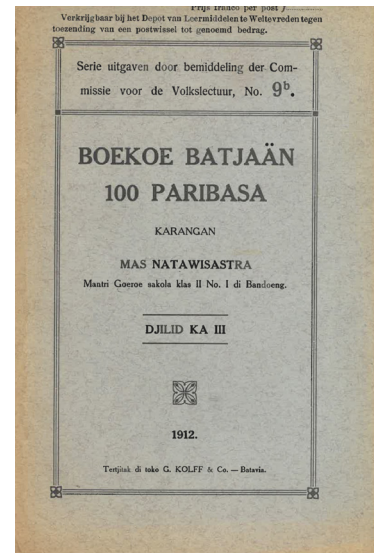 Prijs franco per post f
Verkrijgbaar bij het Depot van Leermiddelen te Weltevreden tegen
toezending van een postwissel tot genoemd bedrag.
Serie uitgaven door bemiddeling der Com-
missie voor de Volkslectuur, No. 9b.
BOEKOE BATJAÄN
100 PARIBASA
KARANGAN
MAS NATAWISASTRA
Mantri Goeroe sakola klas II No. I di Bandoeng.
DJILID KA III
1912.
Tertjitak di toko G. KOLFF & Co. — Batavia.